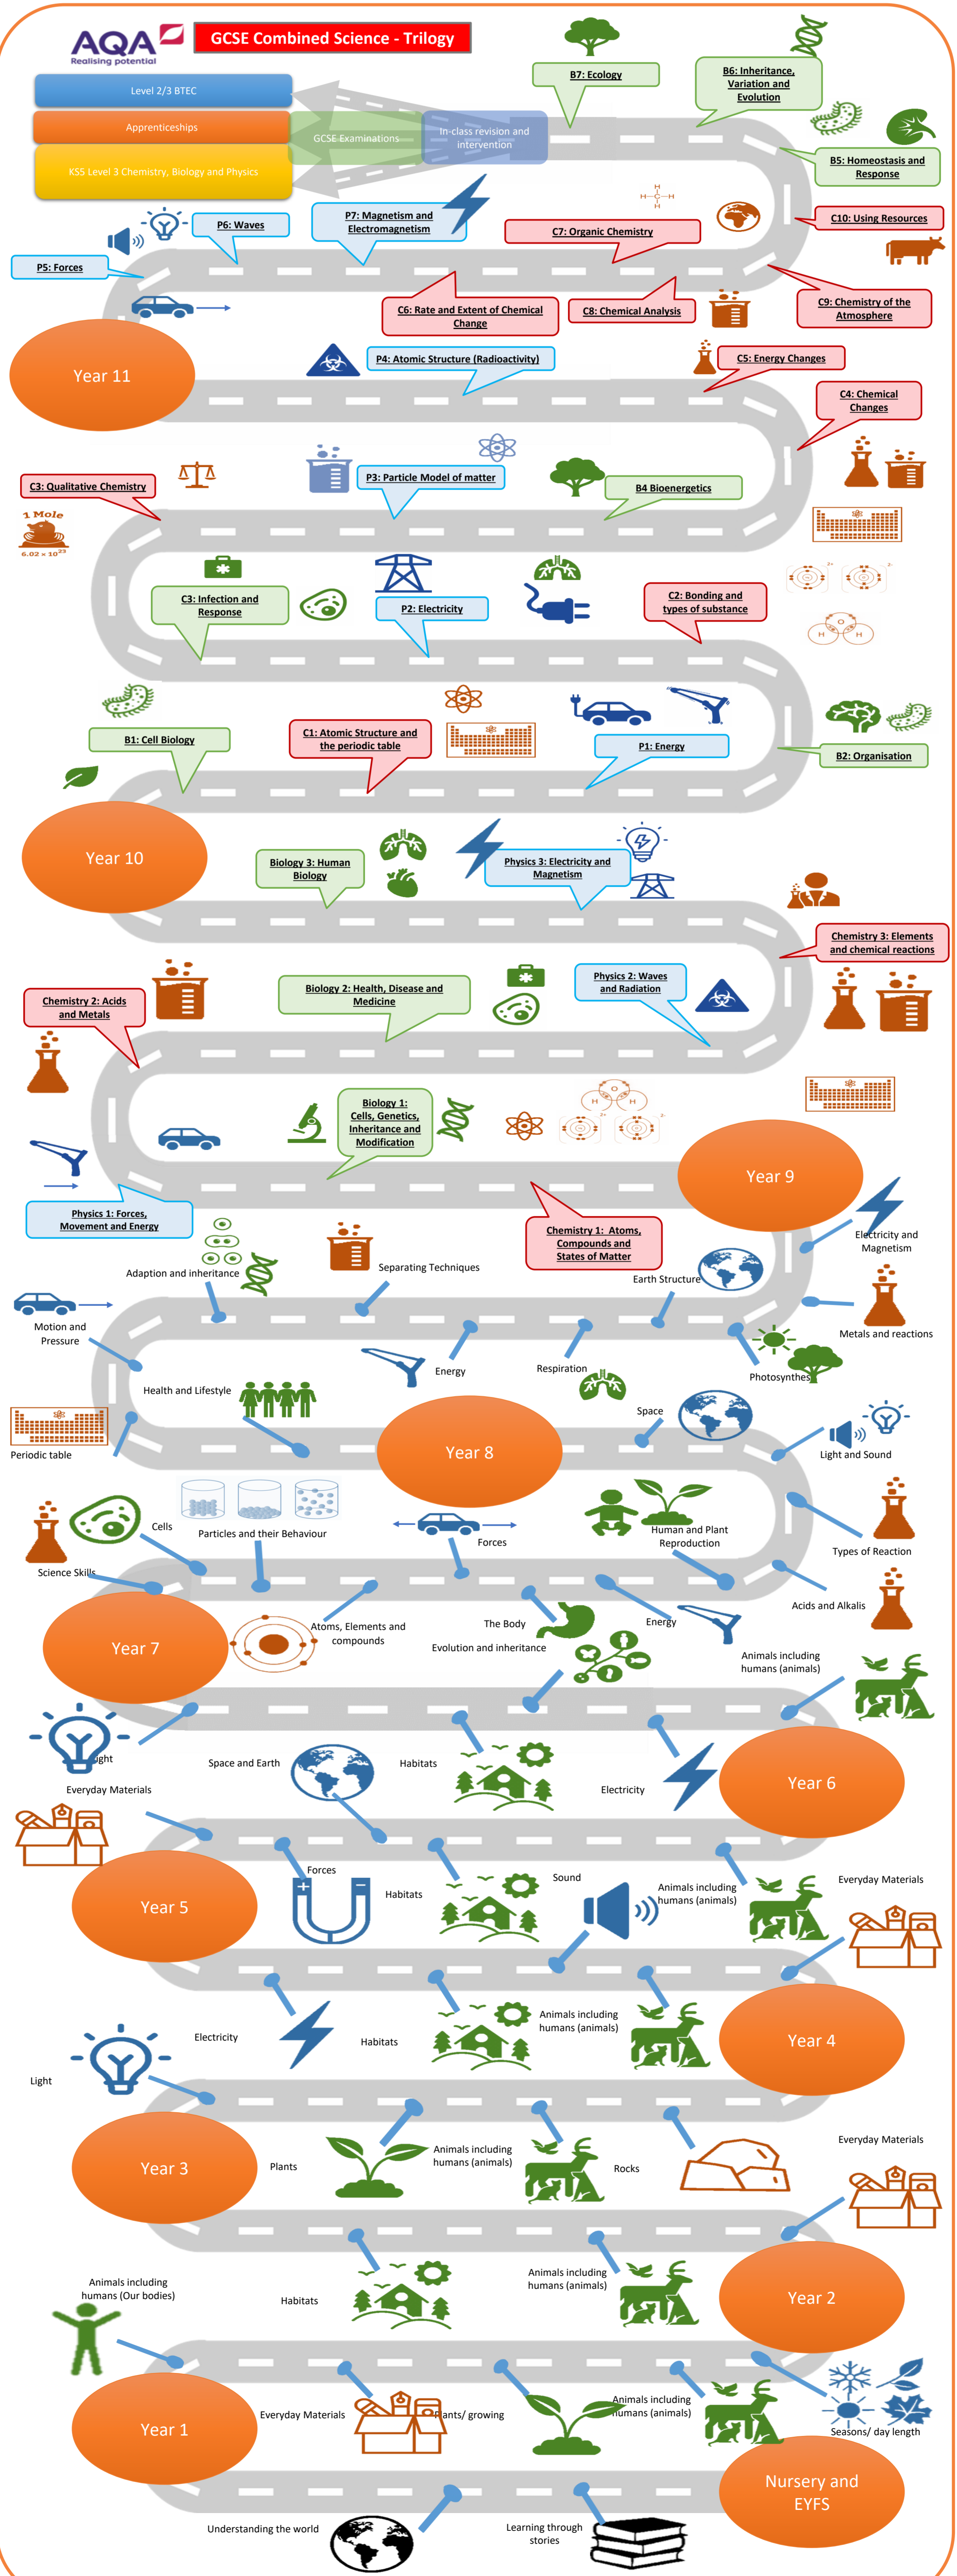 AQA
Realising potential
GCSE Combined Science - Trilogy
Level 2/3 BTEC
Apprenticeships
KS5 Level 3 Chemistry, Biology and Physics
GCSE Examinations
In-class revision and
intervention
B7: Ecology
B6: Inheritance,
Variation and
Evolution
B5: Homeostasis and
Response
C10: Using Resources
C9: Chemistry of the
Atmosphere
C7: Organic Chemistry
C8: Chemical Analysis
C6: Rate and Extent of Chemical
Change
P7: Magnetism and
Electromagnetism
P6: Waves
P5: Forces
Year 11
P4: Atomic Structure (Radioactivity)
C5: Energy Changes
C4: Chemical
Changes
B4 Bioenergetics
P3: Particle Model of matter
C3: Qualitative Chemistry
1 Mole
6.02 x 10²³
C3: Infection and
Response
P2: Electricity
C2: Bonding and
types of substance
B2: Organisation
P1: Energy
C1: Atomic Structure and
the periodic table
B1: Cell Biology
Year 10
Biology 3: Human
Biology
Physics 3: Electricity and
Magnetism
Chemistry 3: Elements
and chemical reactions
Physics 2: Waves
and Radiation
Biology 2: Health, Disease and
Medicine
Chemistry 2: Acids
and Metals
Biology 1:
Cells, Genetics,
Inheritance and
Modification
Physics 1: Forces,
Movement and Energy
Chemistry 1: Atoms,
Compounds and
States of Matter
Year 9
Electricity and
Magnetism
Metals and reactions
Earth Structure
Separating Techniques
Adaption and inheritance
Motion and
Pressure
Energy
Respiration
Photosynthes
Health and Lifestyle
Periodic table
Year 8
Space
Light and Sound
Types of Reaction
Acids and Alkalis
Human and Plant
Reproduction
Forces
Particles and their Behaviour
Cells
Science Skills
Year 7
Atoms, Elements and
compounds
The Body
Energy
Evolution and inheritance
Animals including
humans (animals)
Year 6
Electricity
Habitats
Space and Earth
ght
Everyday Materials
Year 5
Forces
Habitats
Sound
Animals including
humans (animals)
Everyday Materials
Year 4
Animals including
humans (animals)
Habitats
Electricity
Light
Year 3
Plants
Animals including
humans (animals)
Rocks
Everyday Materials
Year 2
Animals including
humans (animals)
Habitats
Animals including
humans (Our bodies)
Year 1
Everyday Materials
ants/ growing
Animals including
humans (animals)
Seasons/ day length
Nursery and
EYFS
Understanding the world
Learning through
stories